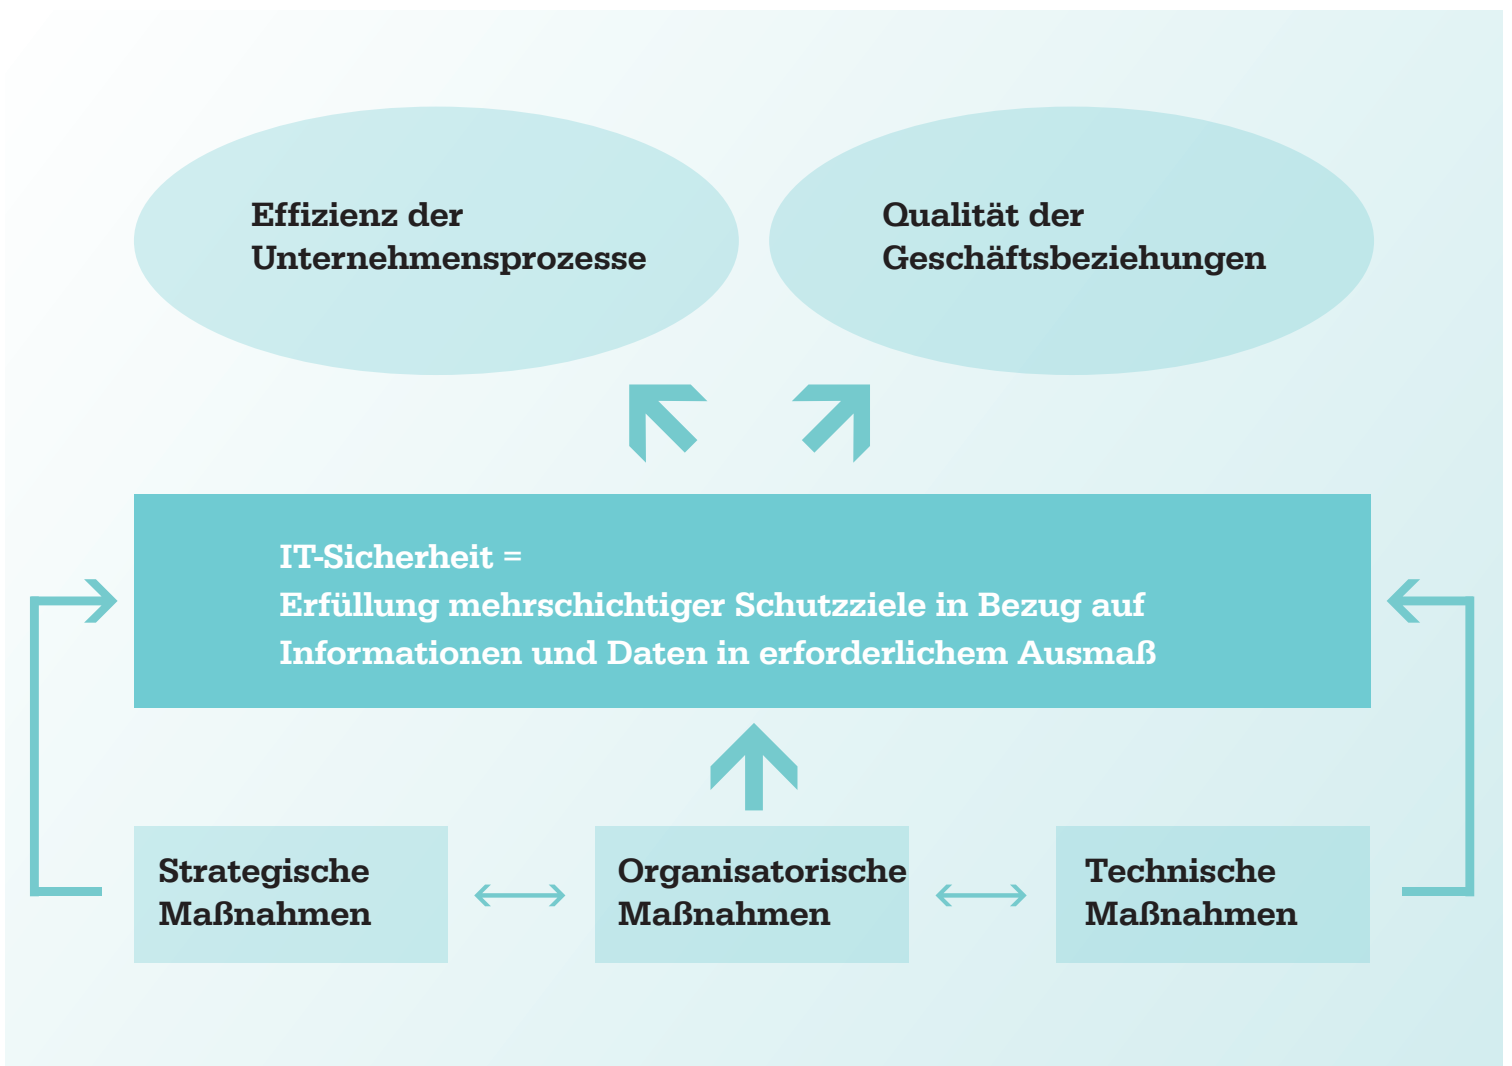 Effizienz der
Unternehmensprozesse
Qualität der
Geschäftsbeziehungen
IT-Sicherheit =
Erfüllung mehrschichtiger Schutzziele in Bezug auf
Informationen und Daten in erforderlichem Ausmaß
Strategische
Maßnahmen
Organisatorische
Maßnahmen
Technische
Maßnahmen